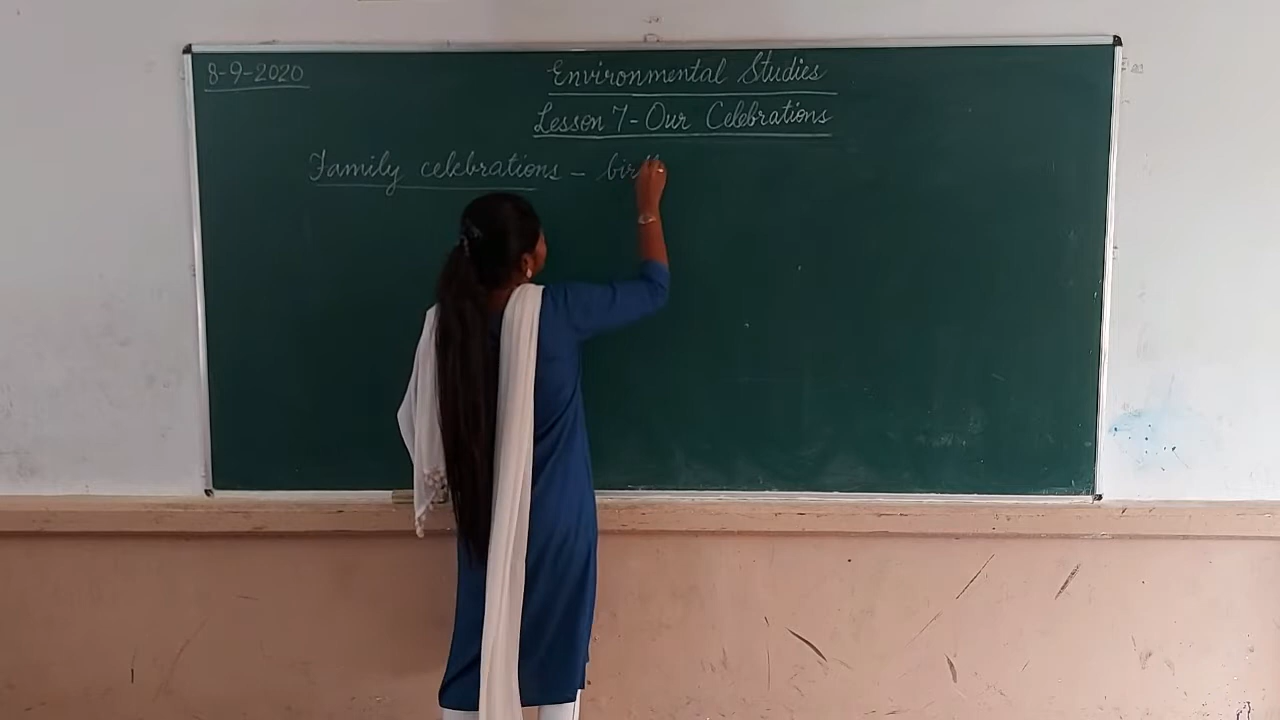 8-9-2020
Environmental Studies
Lesson 7- Our Celebrations
Family celebrations -